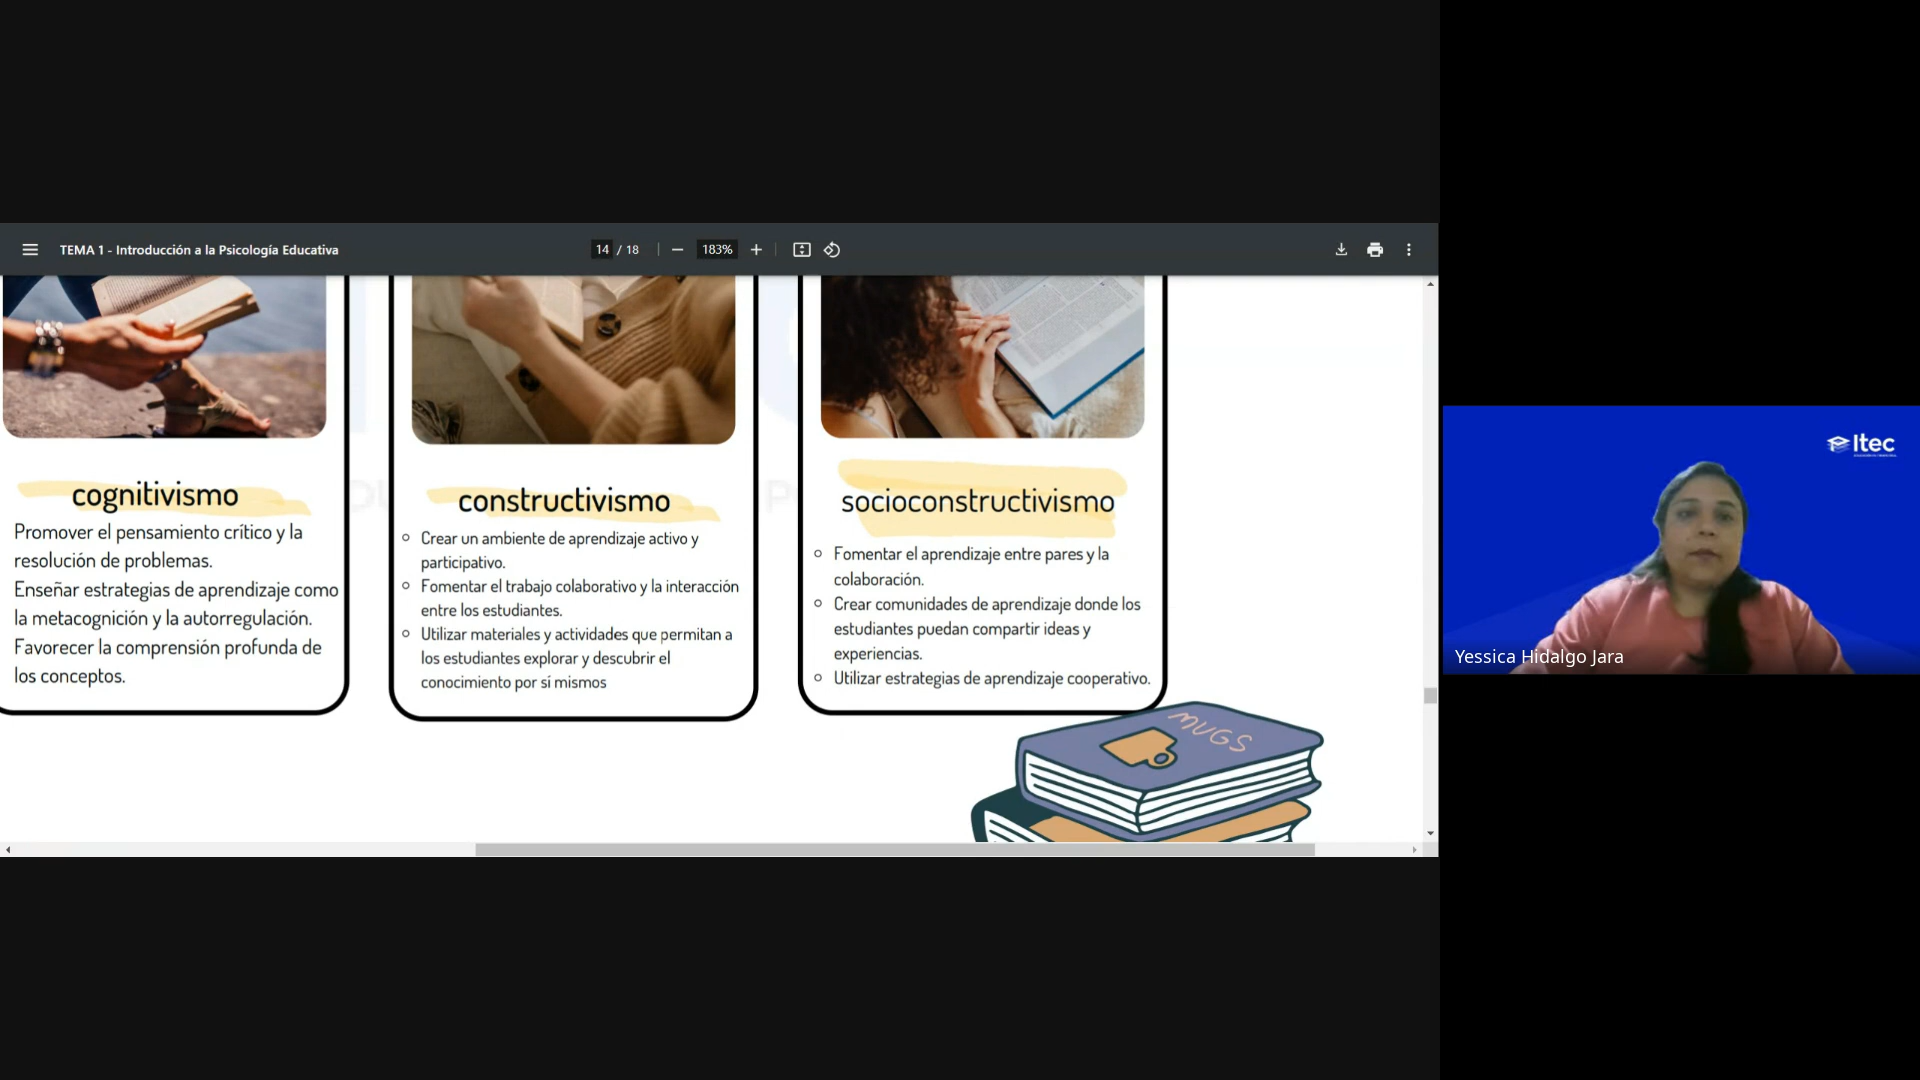 TEMA 1 - Introducción a la Psicología Educativa
14 / 18
183%
cognitivismo
Promover el pensamiento crítico y la
resolución de problemas.
Enseñar estrategias de aprendizaje como
la metacognición y la autorregulación.
Favorecer la comprensión profunda de
los conceptos.
constructivismo
Crear un ambiente de aprendizaje activo y
participativo.
Fomentar el trabajo colaborativo y la interacción
entre los estudiantes.
Utilizar materiales y actividades que permitan a
los estudiantes explorar y descubrir el
conocimiento por sí mismos
socioconstructivismo
Fomentar el aprendizaje entre pares y la
colaboración.
Crear comunidades de aprendizaje donde los
estudiantes puedan compartir ideas y
experiencias.
Utilizar estrategias de aprendizaje cooperativo.
MUGS
Itec
Yessica Hidalgo Jara